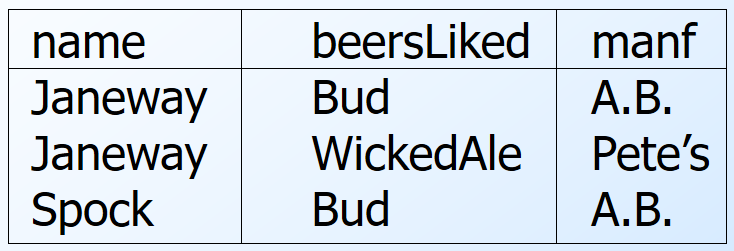 name beersLiked manf
Janeway Bud A.B.
Janeway WickedAle Pete’s
Spock Bud A.B.